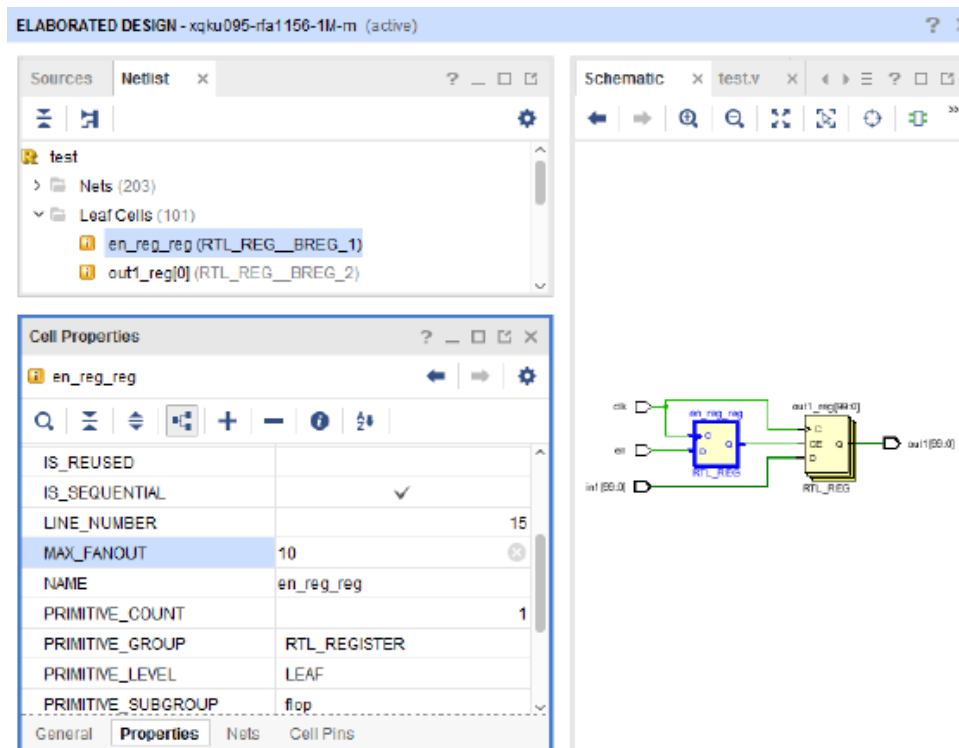 ELABORATED DESIGN - xqku095-rfa1156-1M-m (active)
Sources Netlist
test
Nets (203)
Leaf Cells (101)
en_reg_reg (RTL_REG__BREG_1)
out1_reg[0] (RTL_REG__BREG_2)
Cell Properties
en_reg_reg
IS_REUSED
IS_SEQUENTIAL
LINE_NUMBER 15
MAX_FANOUT 10
NAME en_reg_reg
PRIMITIVE_COUNT 1
PRIMITIVE_GROUP RTL_REGISTER
PRIMITIVE_LEVEL LEAF
PRIMITIVE_SUBGROUP flop
General Properties Nets Cell Pins
Schematic test.v
clk
en
in1[99:0]
en_reg_reg
C
D
Q
RTL_REG
out1_reg[99:0]
C
CE
D
Q
RTL_REG
out1[99:0]